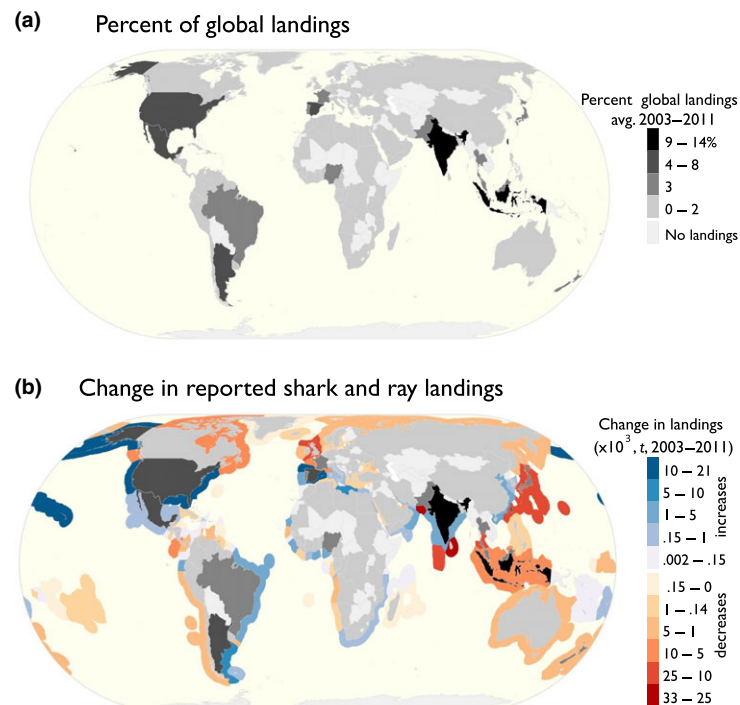 (a)
Percent of global landings
Percent global landings
avg. 2003–2011
9 – 14%
4 – 8
3
0 – 2
No landings
(b)
Change in reported shark and ray landings
Change in landings
(x10³, t, 2003–2011)
10 – 21
5 – 10
1 – 5
.15 – 1
.002 – .15
increases
.15 – 0
1 – .14
5 – 1
10 – 5
25 – 10
33 – 25
decreases